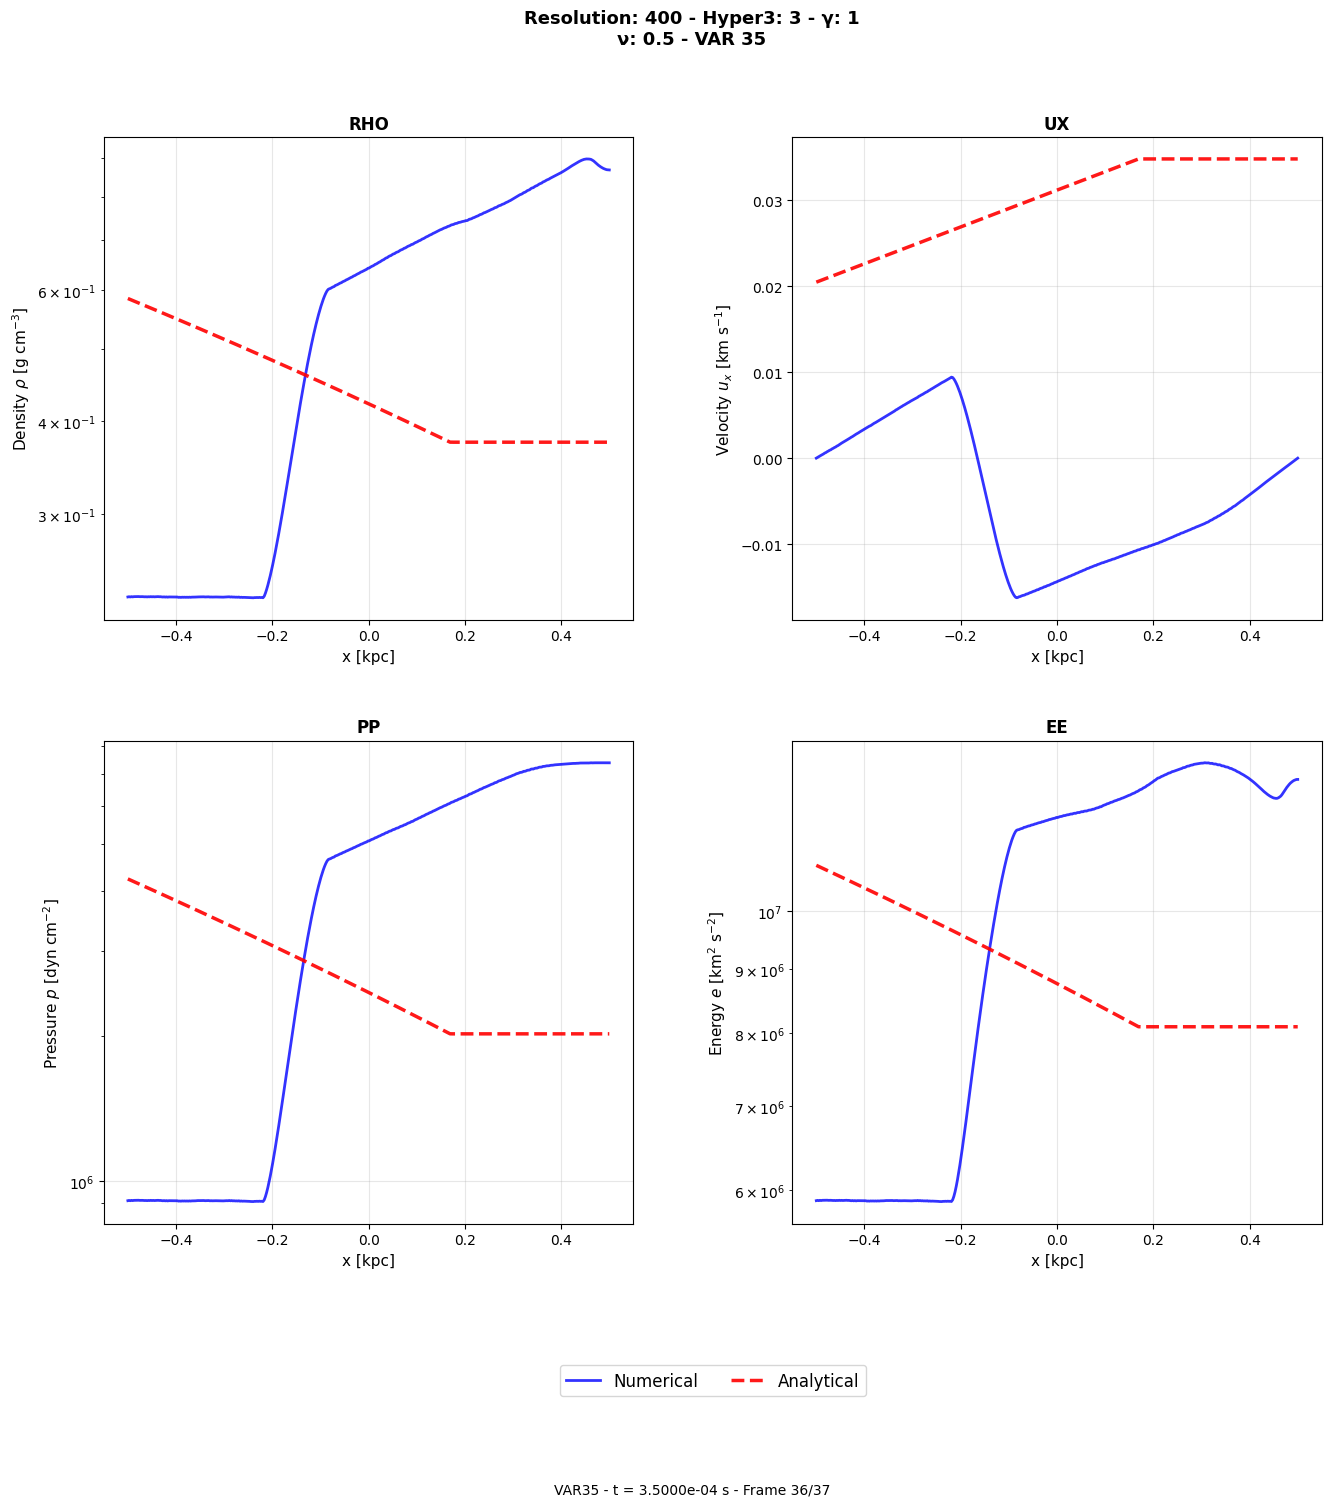 Resolution: 400 - Hyper3: 3 - γ: 1
ν: 0.5 - VAR 35
RHO
Density ρ [g cm⁻³]
6 × 10⁻¹
4 × 10⁻¹
3 × 10⁻¹
−0.4 −0.2 0.0 0.2 0.4
x [kpc]
UX
Velocity uₓ [km s⁻¹]
0.03
0.02
0.01
0.00
−0.01
−0.4 −0.2 0.0 0.2 0.4
x [kpc]
PP
Pressure p [dyn cm⁻²]
10⁶
−0.4 −0.2 0.0 0.2 0.4
x [kpc]
EE
Energy e [km² s⁻²]
10⁷
9 × 10⁶
8 × 10⁶
7 × 10⁶
6 × 10⁶
−0.4 −0.2 0.0 0.2 0.4
x [kpc]
Numerical Analytical
VAR35 - t = 3.5000e-04 s - Frame 36/37